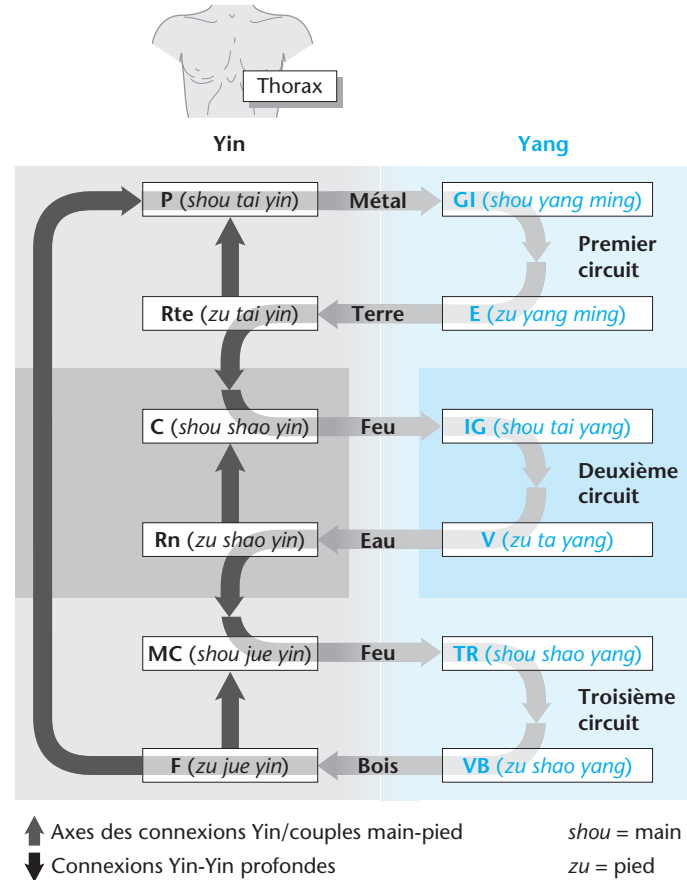 Thorax
Yin Yang
P (shou tai yin) Métal GI (shou yang ming)
Premier
circuit
Rte (zu tai yin) Terre E (zu yang ming)
C (shou shao yin) Feu IG (shou tai yang)
Deuxième
circuit
Rn (zu shao yin) Eau V (zu ta yang)
MC (shou jue yin) Feu TR (shou shao yang)
Troisième
circuit
F (zu jue yin) Bois VB (zu shao yang)
Axes des connexions Yin/couples main-pied shou = main
Connexions Yin-Yin profondes zu = pied